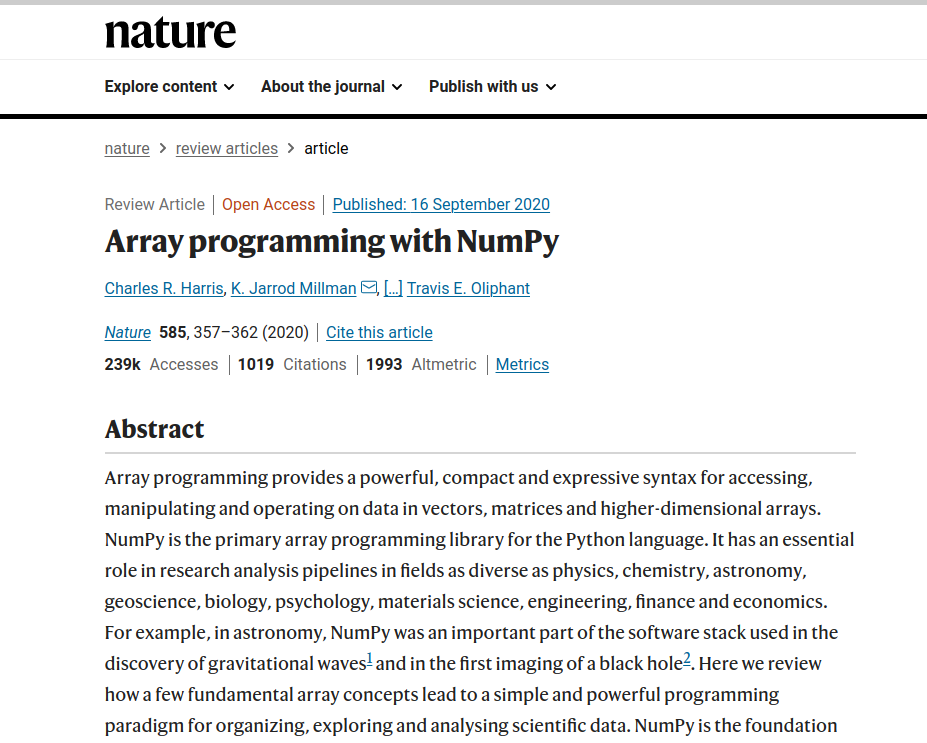 nature
Explore content About the journal Publish with us
nature > review articles > article
Review Article | Open Access | Published: 16 September 2020
Array programming with NumPy
Charles R. Harris, K. Jarrod Millman, [...] Travis E. Oliphant
Nature 585, 357–362 (2020) | Cite this article
239k Accesses | 1019 Citations | 1993 Altmetric | Metrics
Abstract
Array programming provides a powerful, compact and expressive syntax for accessing,
manipulating and operating on data in vectors, matrices and higher-dimensional arrays.
NumPy is the primary array programming library for the Python language. It has an essential
role in research analysis pipelines in fields as diverse as physics, chemistry, astronomy,
geoscience, biology, psychology, materials science, engineering, finance and economics.
For example, in astronomy, NumPy was an important part of the software stack used in the
discovery of gravitational waves1 and in the first imaging of a black hole2. Here we review
how a few fundamental array concepts lead to a simple and powerful programming
paradigm for organizing, exploring and analysing scientific data. NumPy is the foundation